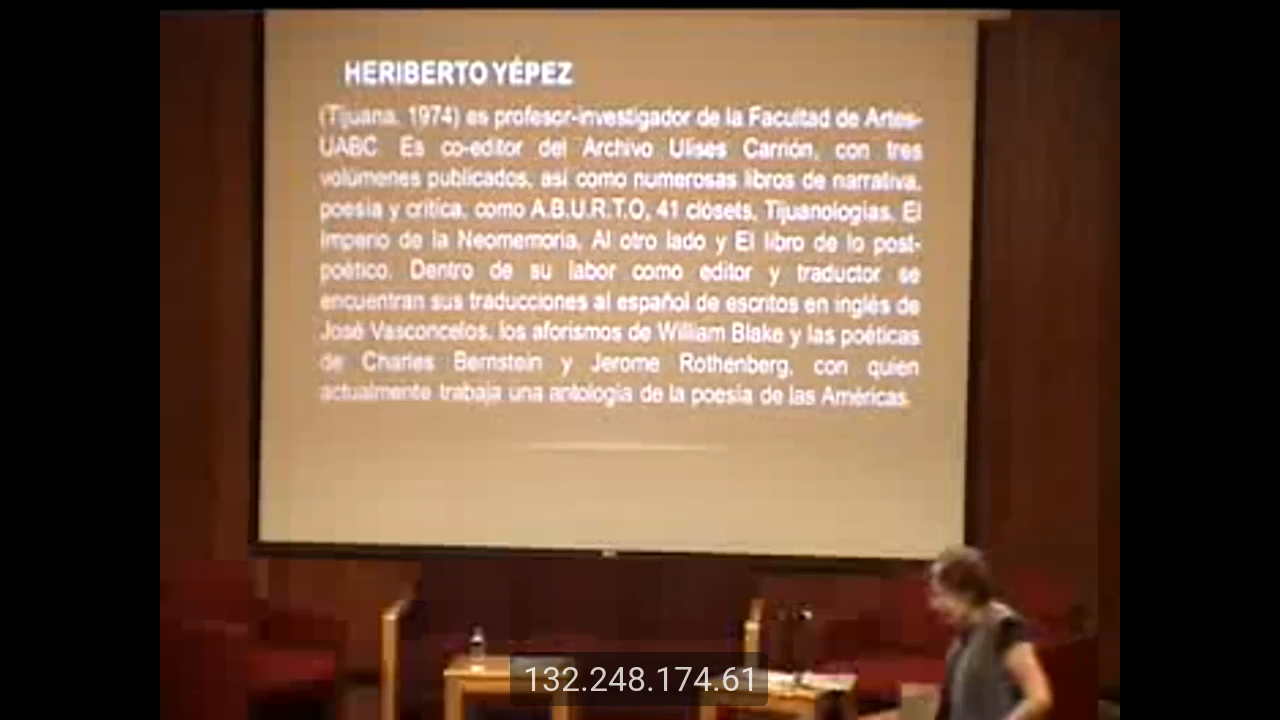 HERIBERTO YÉPEZ
(Tijuana, 1974) es profesor-investigador de la Facultad de Artes-
UABC. Es co-editor del Archivo Ulises Carrión, con tres
volúmenes publicados, así como numerosas libros de narrativa,
poesía y crítica, como A.B.U.R.T.O, 41 clósets, Tijuanologías, El
Imperio de la Neomemoria, Al otro lado y El libro de lo post-
poético. Dentro de su labor como editor y traductor se
encuentran sus traducciones al español de escritos en inglés de
José Vasconcelos, los aforismos de William Blake y las poéticas
de Charles Bernstein y Jerome Rothenberg, con quien
actualmente trabaja una antología de la poesía de las Américas.
132.248.174.61